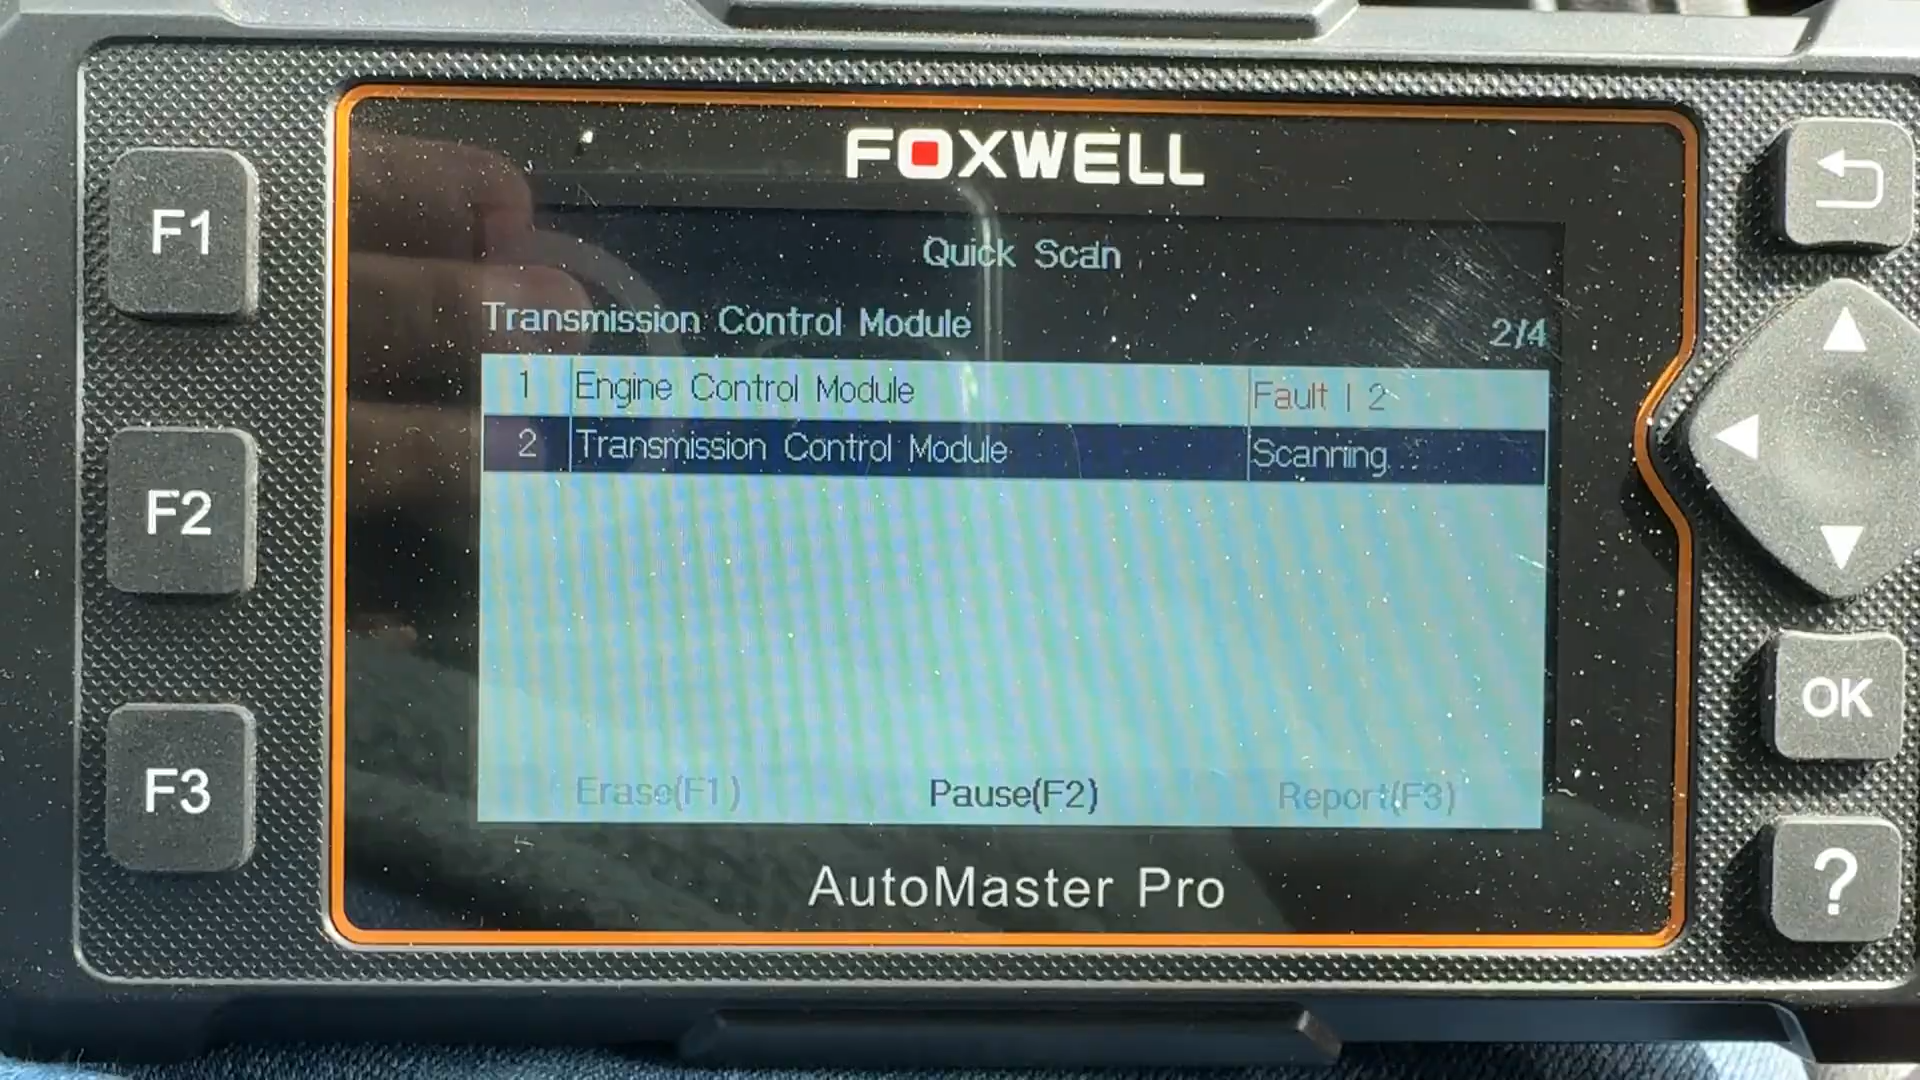 FOXWELL
Quick Scan
Transmission Control Module 2/4
1 Engine Control Module Fault | 2
2 Transmission Control Module Scanning...
Erase(F1) Pause(F2) Report(F3)
AutoMaster Pro
F1
F2
F3
OK
?